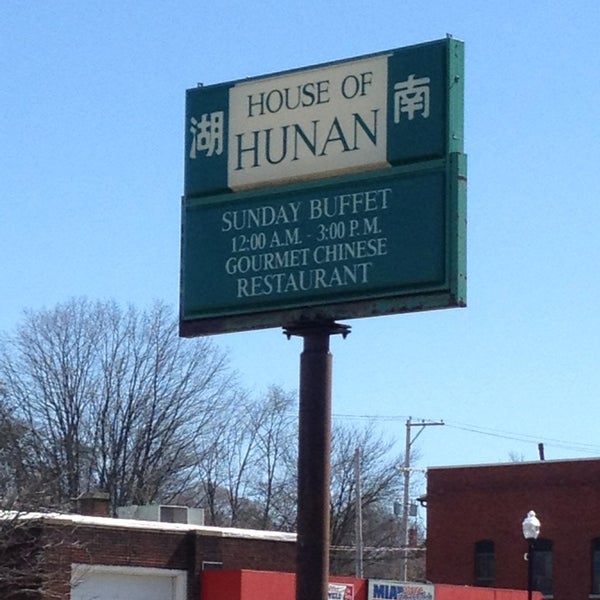 湖 南
HOUSE OF
HUNAN
SUNDAY BUFFET
12:00 A.M. - 3:00 P.M.
GOURMET CHINESE
RESTAURANT